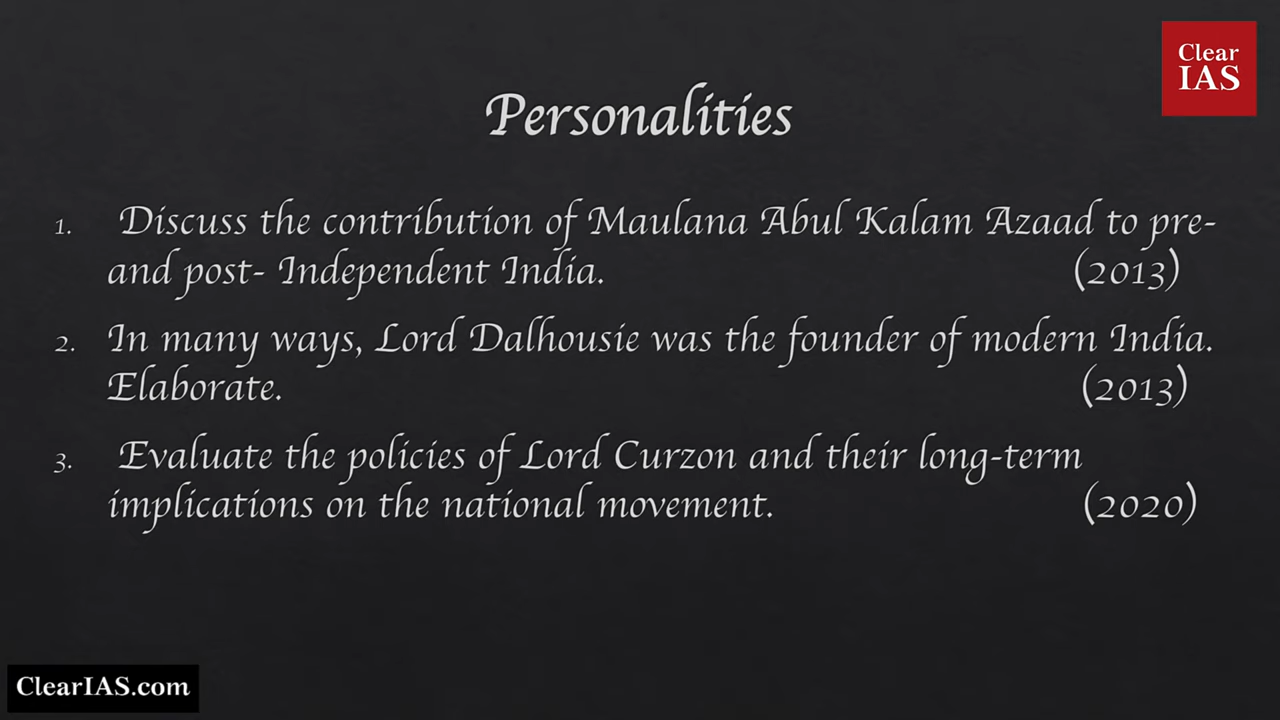 Clear
IAS
Personalities
1. Discuss the contribution of Maulana Abul Kalam Azaad to pre-
and post- Independent India. (2013)
2. In many ways, Lord Dalhousie was the founder of modern India.
Elaborate. (2013)
3. Evaluate the policies of Lord Curzon and their long-term
implications on the national movement. (2020)
ClearIAS.com